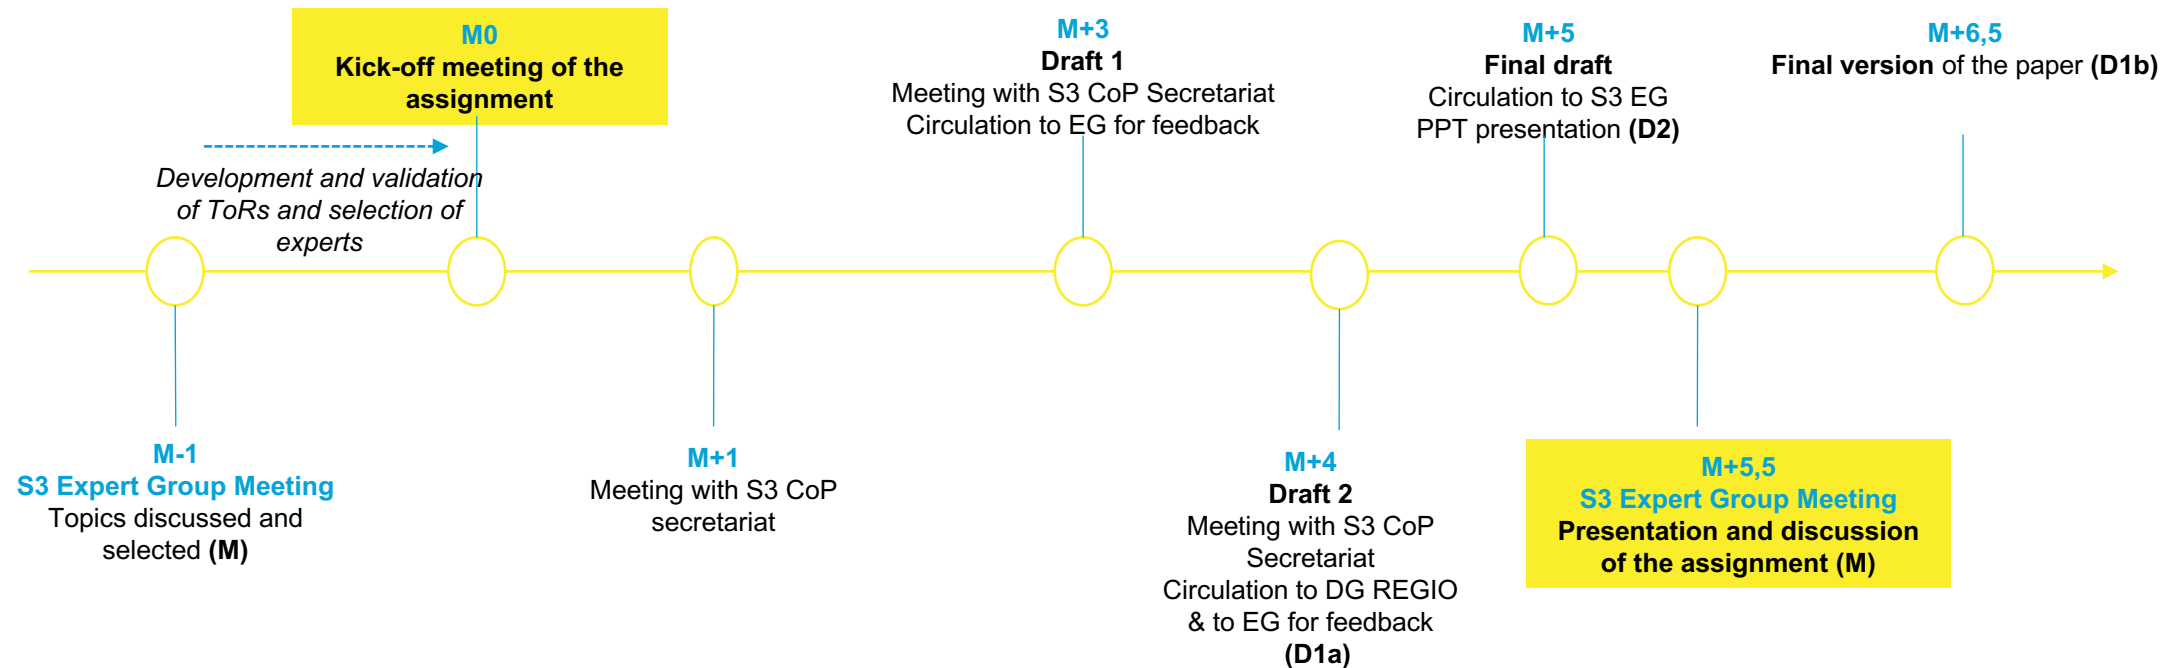 M0
Kick-off meeting of the
assignment
Development and validation
of ToRs and selection of
experts
M+3
Draft 1
Meeting with S3 CoP Secretariat
Circulation to EG for feedback
M+5
Final draft
Circulation to S3 EG
PPT presentation (D2)
M+6,5
Final version of the paper (D1b)
M-1
S3 Expert Group Meeting
Topics discussed and
selected (M)
M+1
Meeting with S3 CoP
secretariat
M+4
Draft 2
Meeting with S3 CoP
Secretariat
Circulation to DG REGIO
& to EG for feedback
(D1a)
M+5,5
S3 Expert Group Meeting
Presentation and discussion
of the assignment (M)